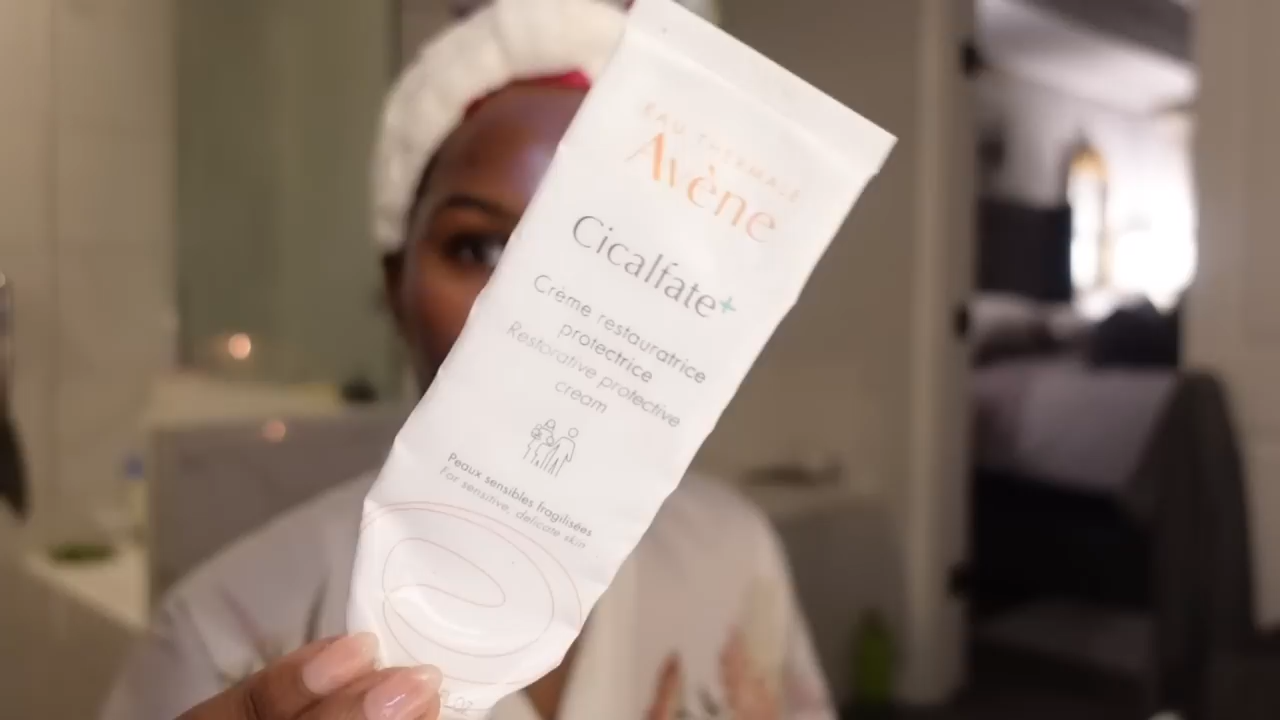 EAU THERMALE
Avène
Cicalfate+
Crème restauratrice
protectrice
Restorative protective
cream
Peaux sensibles fragilisées
For sensitive, delicate skin